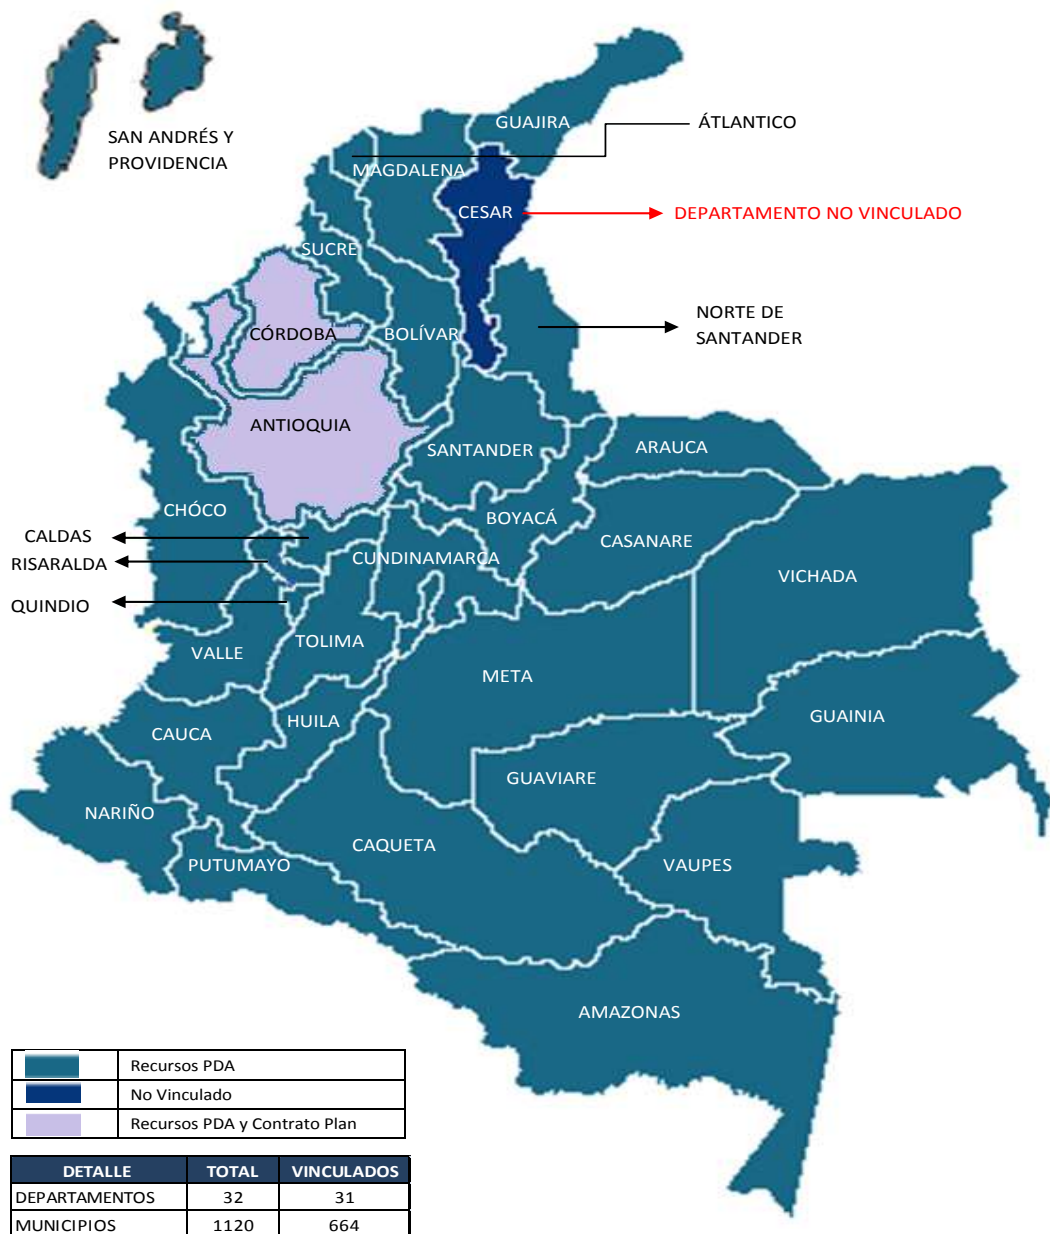 SAN ANDRÉS Y
PROVIDENCIA
GUAJIRA
ÁTLANTICO
MAGDALENA
CESAR
DEPARTAMENTO NO VINCULADO
SUCRE
NORTE DE
SANTANDER
CÓRDOBA
BOLÍVAR
ANTIOQUIA
SANTANDER
ARAUCA
CHÓCO
BOYACÁ
CALDAS
CASANARE
RISARALDA
CUNDINAMARCA
VICHADA
QUINDIO
TOLIMA
VALLE
META
GUAINIA
HUILA
CAUCA
GUAVIARE
NARIÑO
CAQUETA
PUTUMAYO
VAUPES
AMAZONAS
Recursos PDA
No Vinculado
Recursos PDA y Contrato Plan
DETALLE TOTAL VINCULADOS
DEPARTAMENTOS 32 31
MUNICIPIOS 1120 664